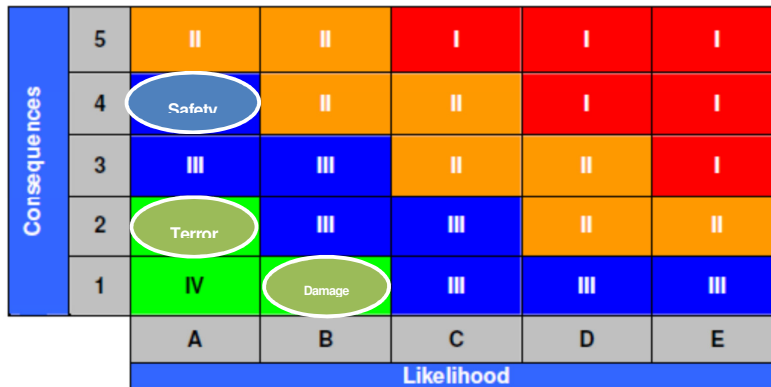 Consequences
5 II II I I I
4 Safety II II I I
3 III III II II I
2 Terror III III II II
1 IV Damage III III III
A B C D E
Likelihood